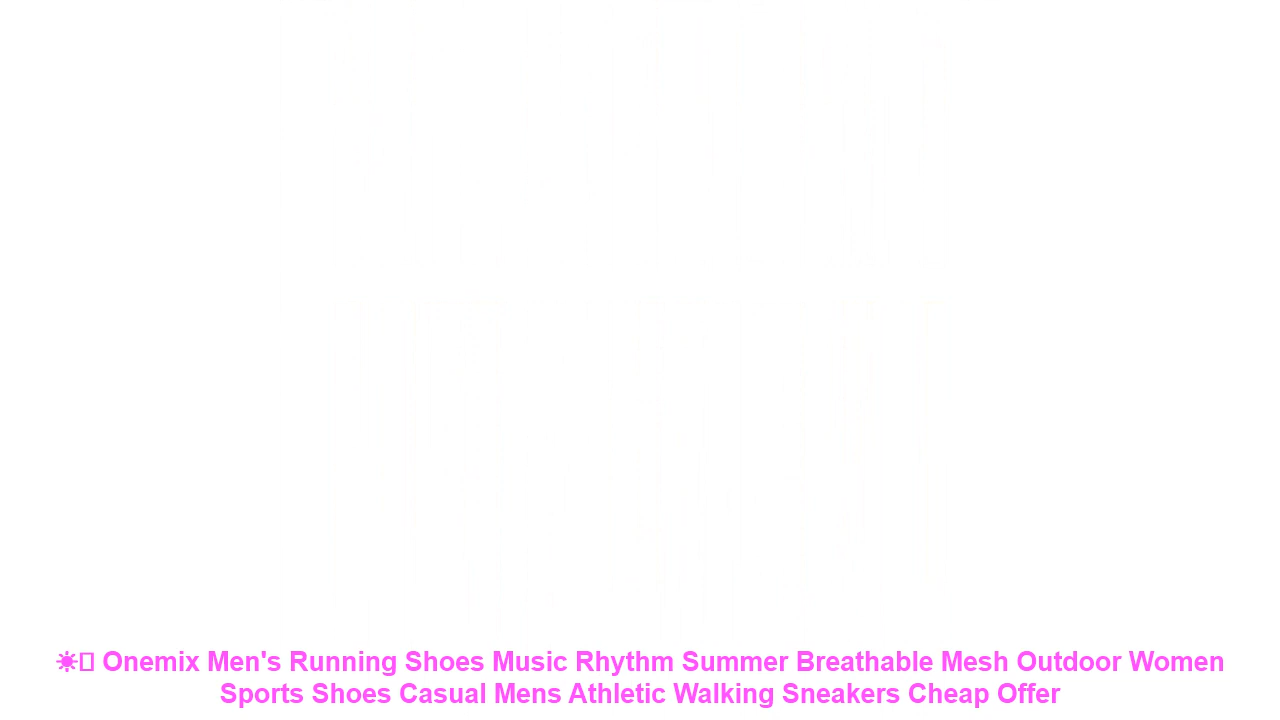 ☀️ Onemix Men's Running Shoes Music Rhythm Summer Breathable Mesh Outdoor Women
Sports Shoes Casual Mens Athletic Walking Sneakers Cheap Offer